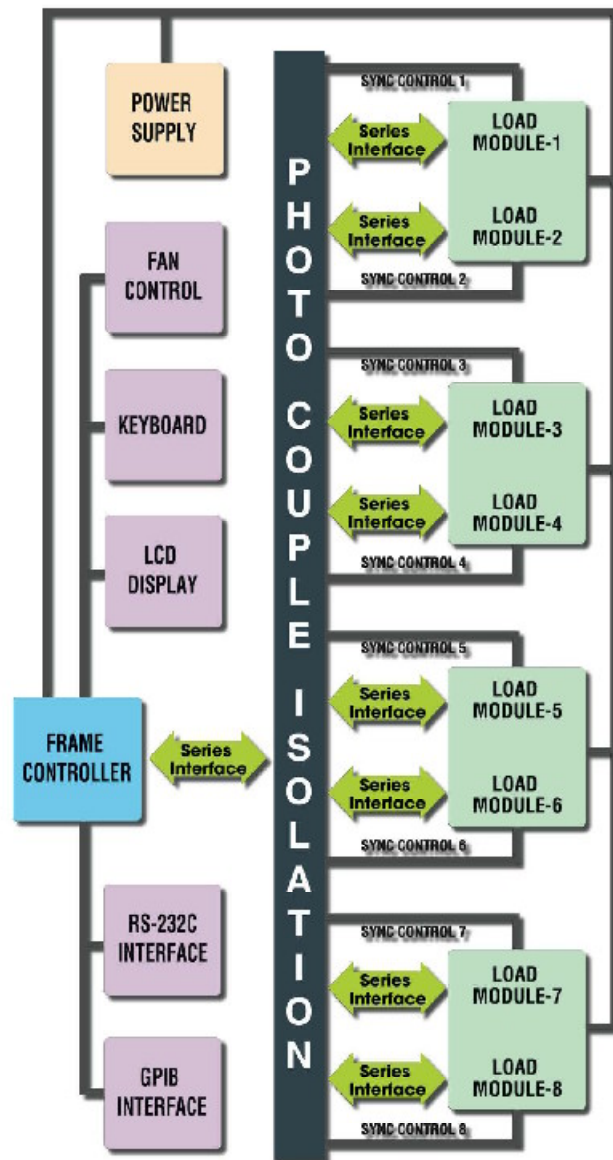 POWER
SUPPLY
FAN
CONTROL
KEYBOARD
LCD
DISPLAY
FRAME
CONTROLLER
Series
Interface
RS-232C
INTERFACE
GPIB
INTERFACE
PHOTO COUPLE ISOLATION
SYNC CONTROL 1
Series
Interface
LOAD
MODULE-1
Series
Interface
LOAD
MODULE-2
SYNC CONTROL 2
SYNC CONTROL 3
Series
Interface
LOAD
MODULE-3
Series
Interface
LOAD
MODULE-4
SYNC CONTROL 4
SYNC CONTROL 5
Series
Interface
LOAD
MODULE-5
Series
Interface
LOAD
MODULE-6
SYNC CONTROL 6
SYNC CONTROL 7
Series
Interface
LOAD
MODULE-7
Series
Interface
LOAD
MODULE-8
SYNC CONTROL 8